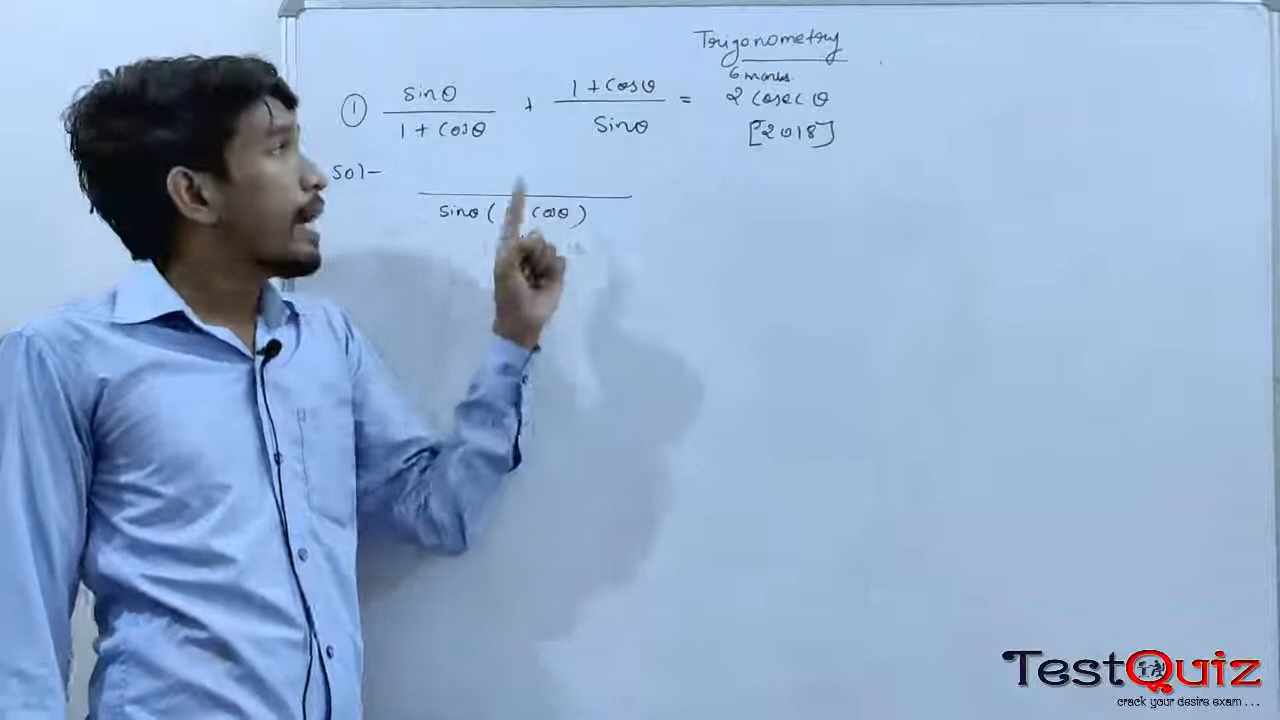 Trigonometry
6 marks
① sinθ / 1 + cosθ + 1 + cosθ / sinθ = 2 cosec θ
[2018]
Sol-
sinθ ( cosθ )
TestQuiz
crack your desire exam ...